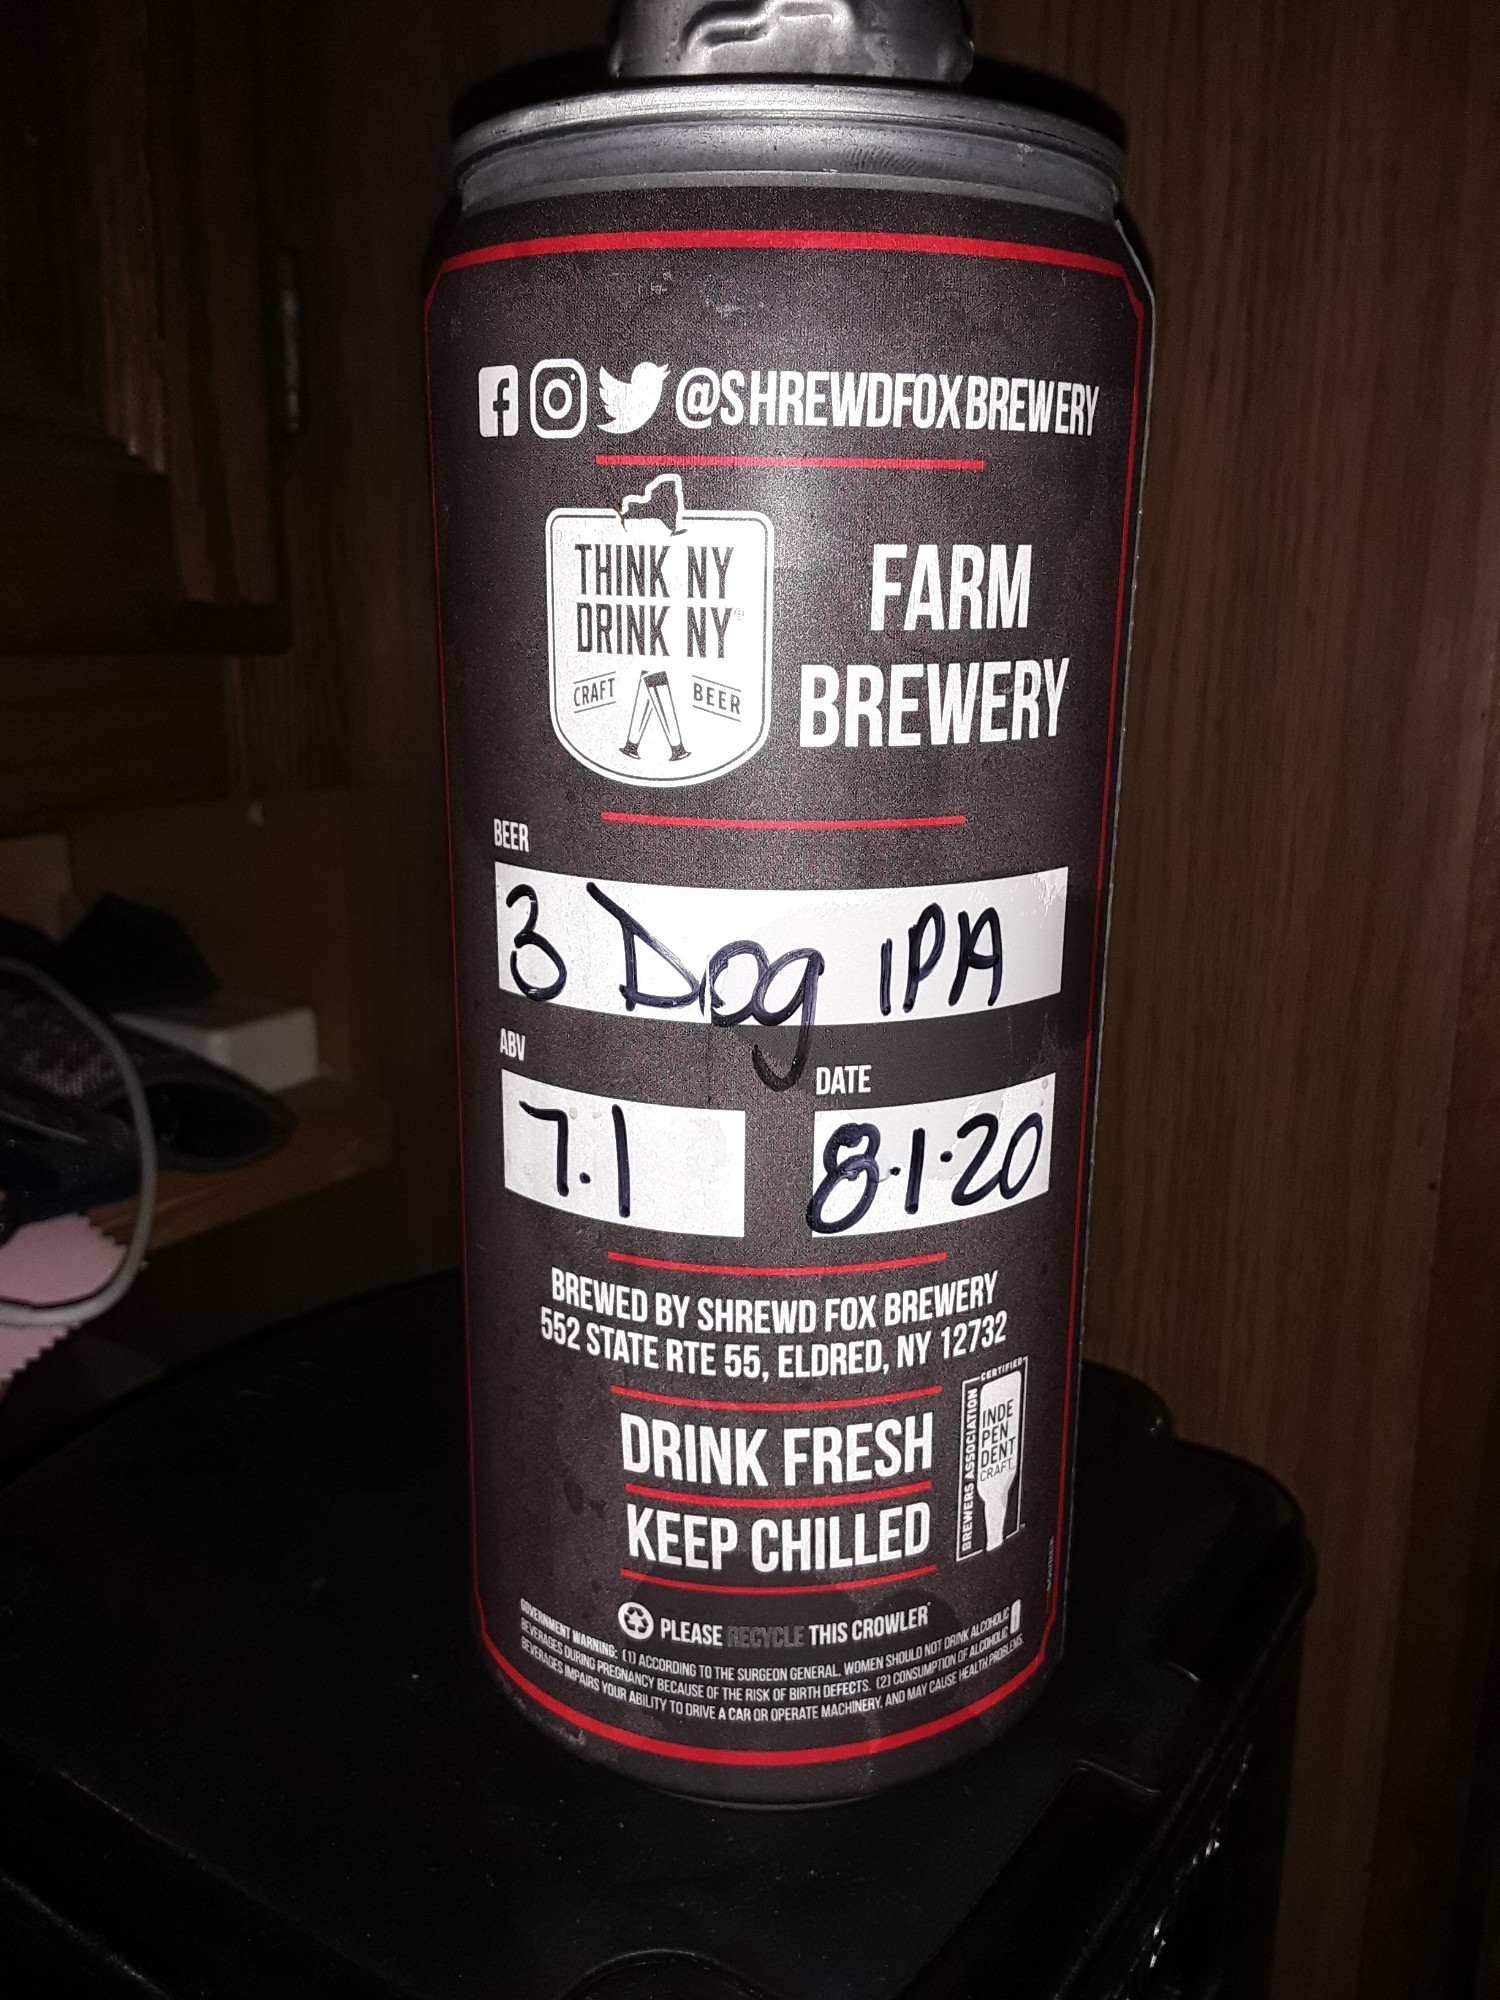 @SHREWDFOXBREWERY
THINK NY
DRINK NY®
CRAFT BEER
FARM
BREWERY
BEER
3 Dog IPA
ABV
7.1
DATE
8.1.20
BREWED BY SHREWD FOX BREWERY
552 STATE RTE 55, ELDRED, NY 12732
DRINK FRESH
KEEP CHILLED
BREWERS ASSOCIATION
CERTIFIED
INDE
PEN
DENT
CRAFT
PLEASE RECYCLE THIS CROWLER
GOVERNMENT WARNING: (1) ACCORDING TO THE SURGEON GENERAL, WOMEN SHOULD NOT DRINK ALCOHOLIC
BEVERAGES DURING PREGNANCY BECAUSE OF THE RISK OF BIRTH DEFECTS. (2) CONSUMPTION OF ALCOHOLIC
BEVERAGES IMPAIRS YOUR ABILITY TO DRIVE A CAR OR OPERATE MACHINERY, AND MAY CAUSE HEALTH PROBLEMS.